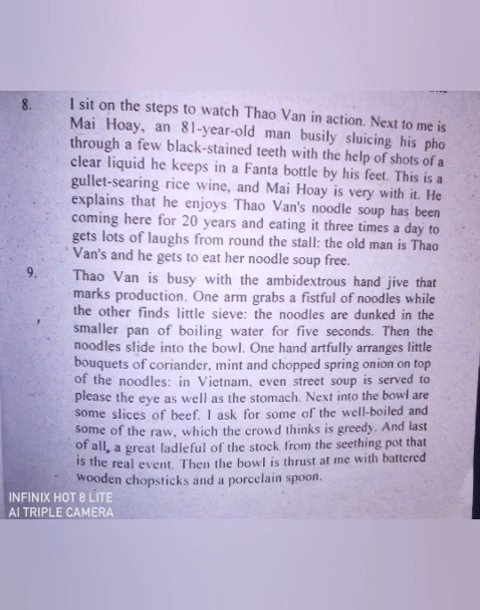 8. I sit on the steps to watch Thao Van in action. Next to me is
Mai Hoay, an 81-year-old man busily sluicing his pho
through a few black-stained teeth with the help of shots of a
clear liquid he keeps in a Fanta bottle by his feet. This is a
gullet-searing rice wine, and Mai Hoay is very with it. He
explains that he enjoys Thao Van's noodle soup has been
coming here for 20 years and eating it three times a day to
gets lots of laughs from round the stall: the old man is Thao
Van's and he gets to eat her noodle soup free.
9. Thao Van is busy with the ambidextrous hand jive that
marks production. One arm grabs a fistful of noodles while
the other finds little sieve: the noodles are dunked in the
smaller pan of boiling water for five seconds. Then the
noodles slide into the bowl. One hand artfully arranges little
bouquets of coriander, mint and chopped spring onion on top
of the noodles: in Vietnam, even street soup is served to
please the eye as well as the stomach. Next into the bowl are
some slices of beef. I ask for some of the well-boiled and
some of the raw, which the crowd thinks is greedy. And last
of all, a great ladleful of the stock from the seething pot that
is the real event. Then the bowl is thrust at me with battered
wooden chopsticks and a porcelain spoon.
INFINIX HOT 8 LITE
AI TRIPLE CAMERA